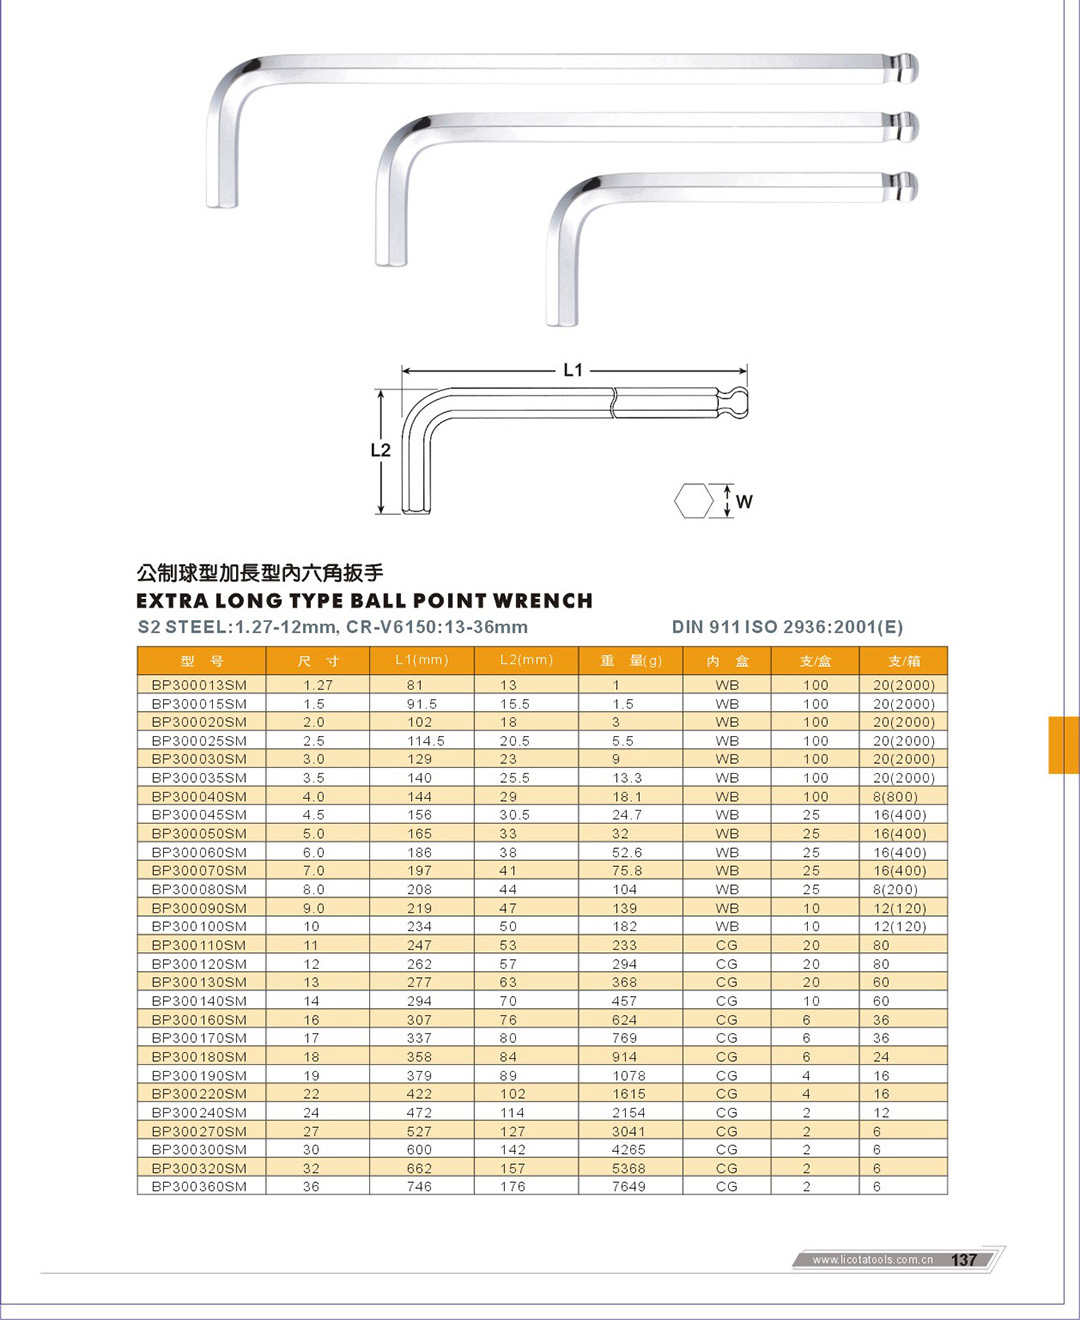 L1
L2
W
公制球型加長型內六角扳手
EXTRA LONG TYPE BALL POINT WRENCH
S2 STEEL:1.27-12mm, CR-V6150:13-36mm DIN 911 ISO 2936:2001(E)
型 号 尺 寸 L1(mm) L2(mm) 重 量(g) 内 盒 支/盒 支/箱
BP300013SM 1.27 81 13 1 WB 100 20(2000)
BP300015SM 1.5 91.5 15.5 1.5 WB 100 20(2000)
BP300020SM 2.0 102 18 3 WB 100 20(2000)
BP300025SM 2.5 114.5 20.5 5.5 WB 100 20(2000)
BP300030SM 3.0 129 23 9 WB 100 20(2000)
BP300035SM 3.5 140 25.5 13.3 WB 100 20(2000)
BP300040SM 4.0 144 29 18.1 WB 100 8(800)
BP300045SM 4.5 156 30.5 24.7 WB 25 16(400)
BP300050SM 5.0 165 33 32 WB 25 16(400)
BP300060SM 6.0 186 38 52.6 WB 25 16(400)
BP300070SM 7.0 197 41 75.8 WB 25 16(400)
BP300080SM 8.0 208 44 104 WB 25 8(200)
BP300090SM 9.0 219 47 139 WB 10 12(120)
BP300100SM 10 234 50 182 WB 10 12(120)
BP300110SM 11 247 53 233 CG 20 80
BP300120SM 12 262 57 294 CG 20 80
BP300130SM 13 277 63 368 CG 20 60
BP300140SM 14 294 70 457 CG 10 60
BP300160SM 16 307 76 624 CG 6 36
BP300170SM 17 337 80 769 CG 6 36
BP300180SM 18 358 84 914 CG 6 24
BP300190SM 19 379 89 1078 CG 4 16
BP300220SM 22 422 102 1615 CG 4 16
BP300240SM 24 472 114 2154 CG 2 12
BP300270SM 27 527 127 3041 CG 2 6
BP300300SM 30 600 142 4265 CG 2 6
BP300320SM 32 662 157 5368 CG 2 6
BP300360SM 36 746 176 7649 CG 2 6
www.licotatools.com.cn 137